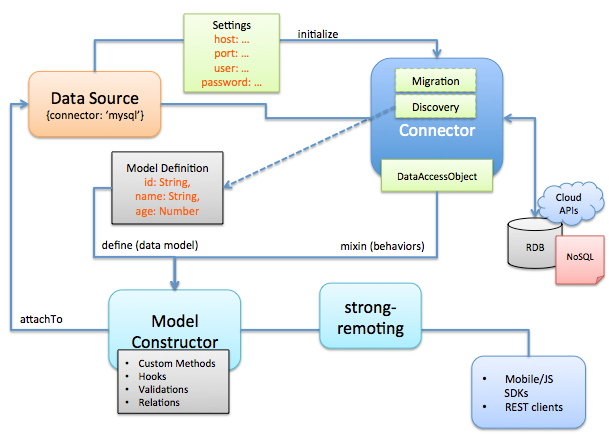 Settings
host: ...
port: ...
user: ...
password: ...
initialize
Data Source
{connector: ‘mysql’}
Migration
Discovery
Connector
DataAccessObject
Model Definition
id: String,
name: String,
age: Number
Cloud
APIs
RDB
NoSQL
define (data model)
mixin (behaviors)
attachTo
Model
Constructor
• Custom Methods
• Hooks
• Validations
• Relations
strong-
remoting
• Mobile/JS
SDKs
• REST clients